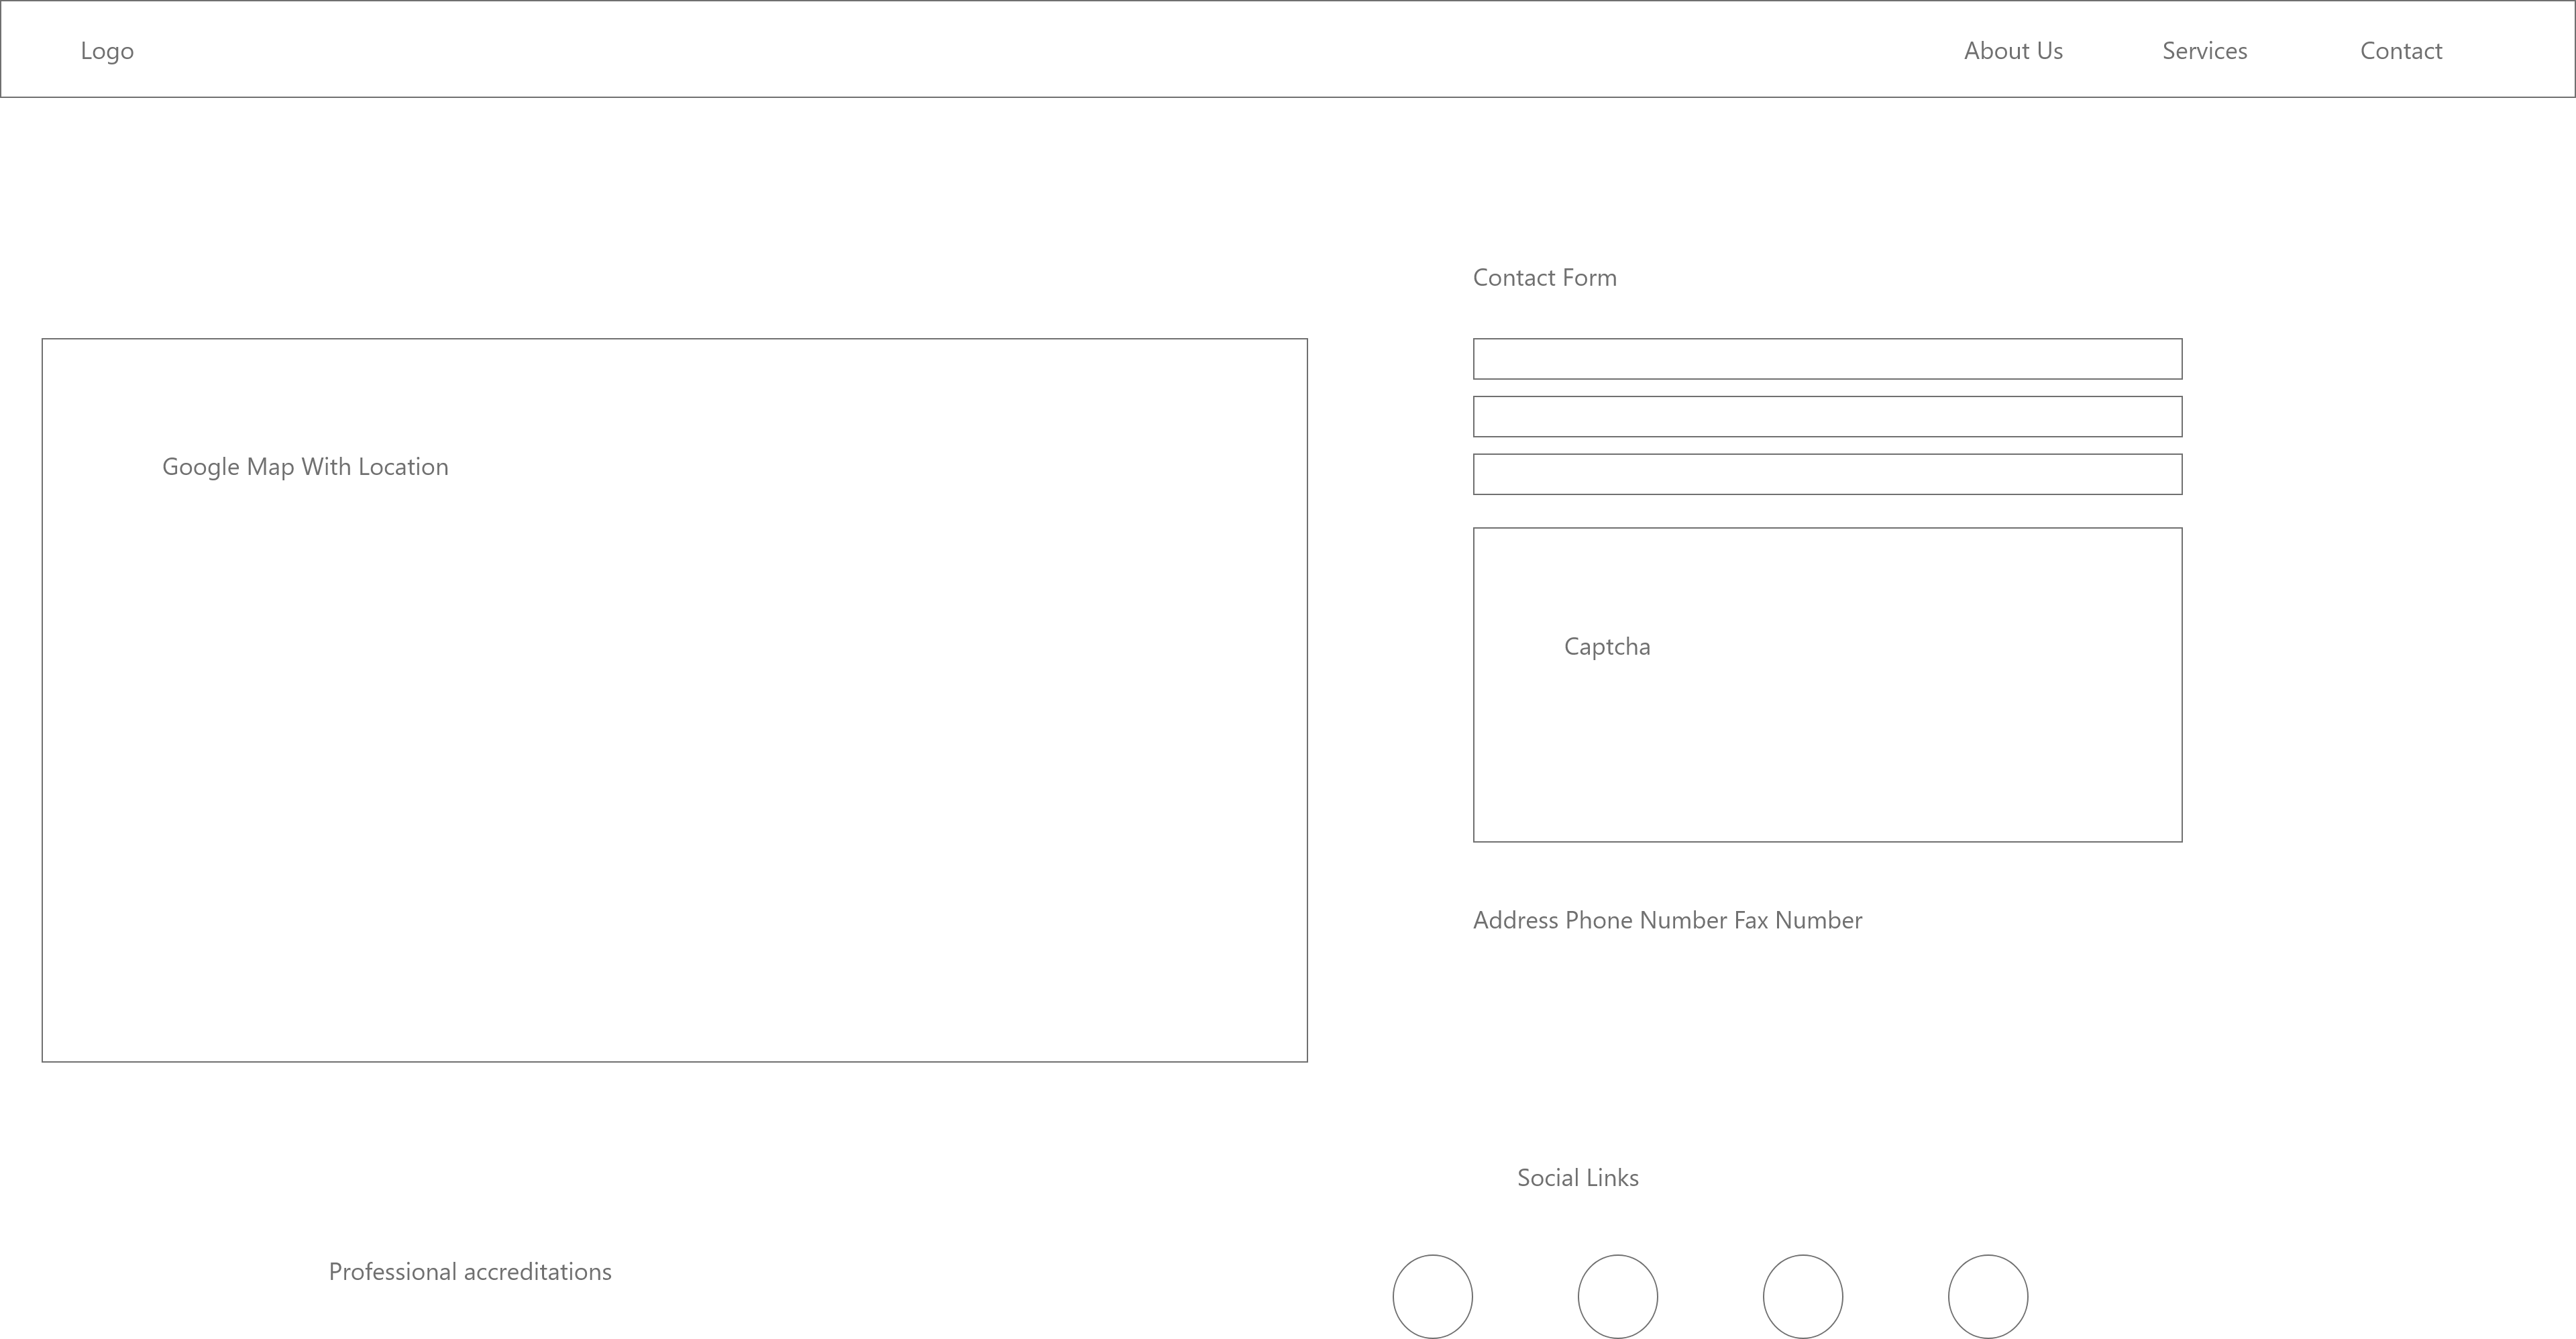 Logo
About Us
Services
Contact
Contact Form
Google Map With Location
Captcha
Address Phone Number Fax Number
Social Links
Professional accreditations